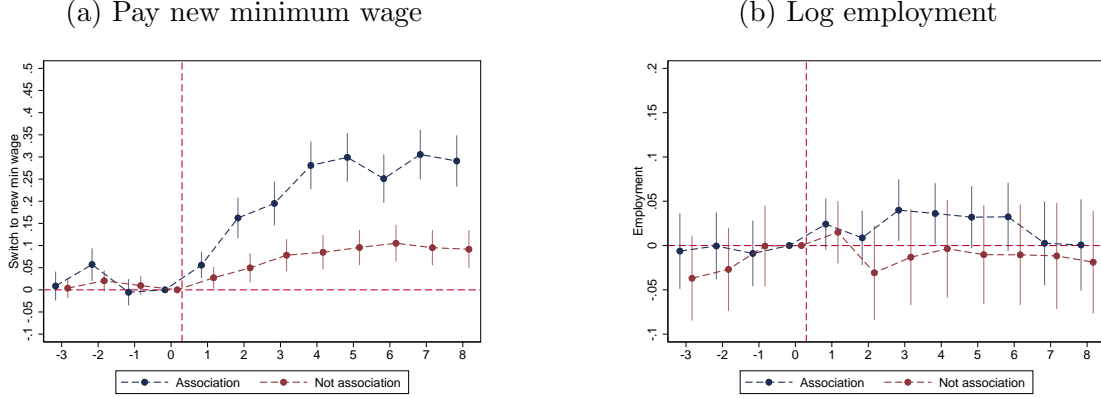 (a) Pay new minimum wage
Switch to new min wage
.5
.45
.4
.35
.3
.25
.2
.15
.1
.05
0
-.05
-.1
-3 -2 -1 0 1 2 3 4 5 6 7 8
Association Not association
(b) Log employment
Employment
.2
.15
.1
.05
0
-.05
-.1
-3 -2 -1 0 1 2 3 4 5 6 7 8
Association Not association